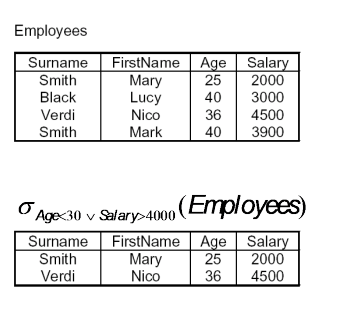 Employees
Surname FirstName Age Salary
Smith Mary 25 2000
Black Lucy 40 3000
Verdi Nico 36 4500
Smith Mark 40 3900
σ Age<30 ∨ Salary>4000 (Employees)
Surname FirstName Age Salary
Smith Mary 25 2000
Verdi Nico 36 4500